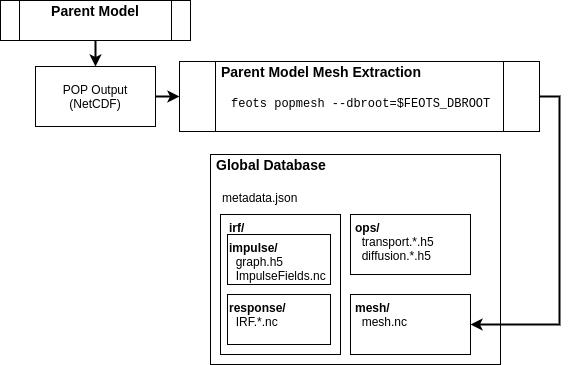 Parent Model
POP Output
(NetCDF)
Parent Model Mesh Extraction
feots popmesh --dbroot=$FEOTS_DBROOT
Global Database
metadata.json
irf/
impulse/
graph.h5
ImpulseFields.nc
response/
IRF.*.nc
ops/
transport.*.h5
diffusion.*.h5
mesh/
mesh.nc